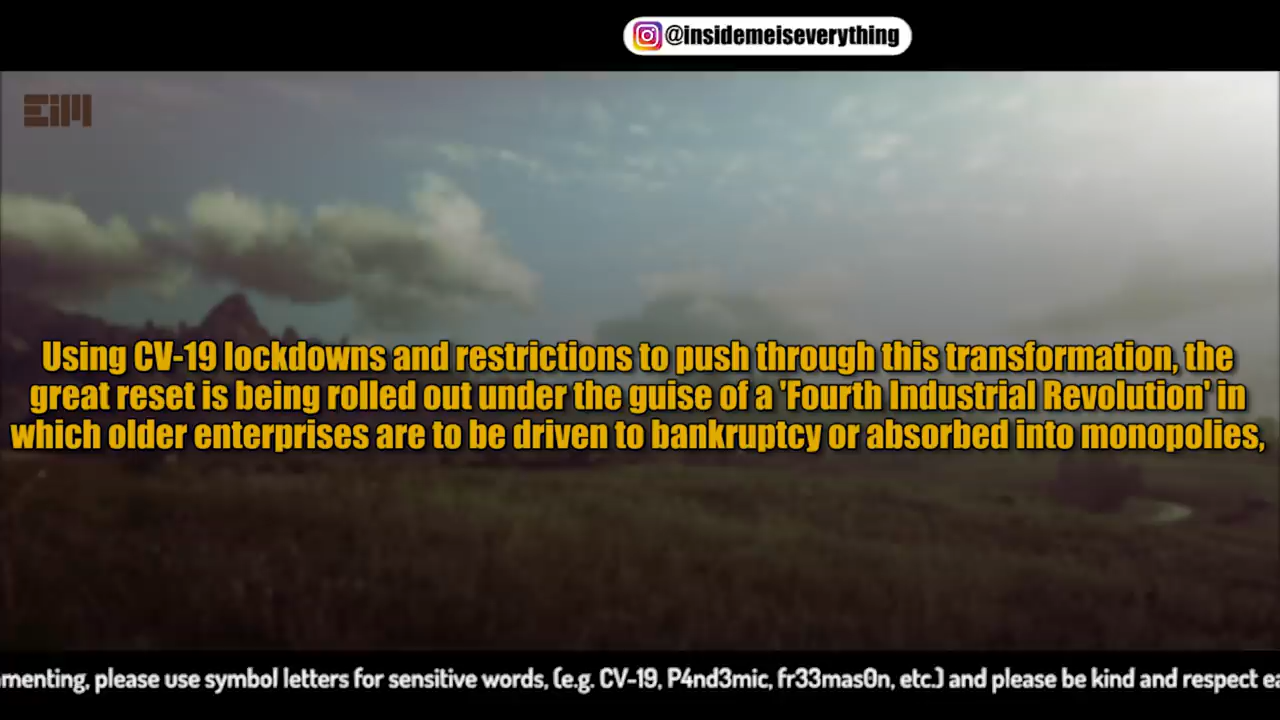 @insidemeiseverything
EIM
Using CV-19 lockdowns and restrictions to push through this transformation, the
great reset is being rolled out under the guise of a 'Fourth Industrial Revolution' in
which older enterprises are to be driven to bankruptcy or absorbed into monopolies,
menting, please use symbol letters for sensitive words, (e.g. CV-19, P4nd3mic, fr33mas0n, etc.) and please be kind and respect ea